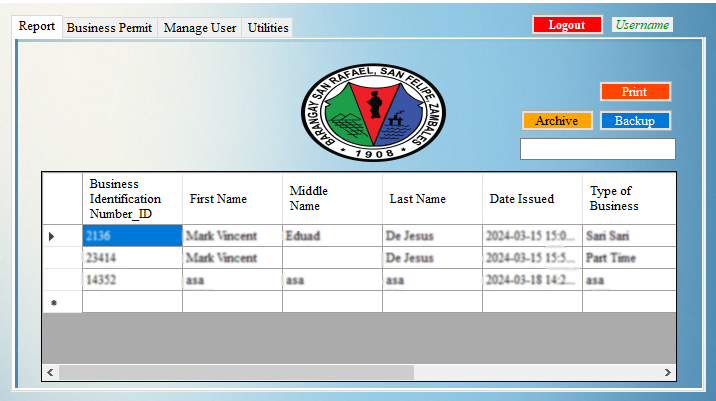 Report Business Permit Manage User Utilities Logout Username
BARANGAY SAN RAFAEL, SAN FELIPE, ZAMBALES
• 1908 •
Print
Archive Backup
Business Identification Number_ID First Name Middle Name Last Name Date Issued Type of Business
2136 Mark Vincent Eduad De Jesus 2024-03-15 15:0... Sari Sari
23414 Mark Vincent De Jesus 2024-03-15 15:5... Part Time
14352 asa asa asa 2024-03-18 14:2... asa